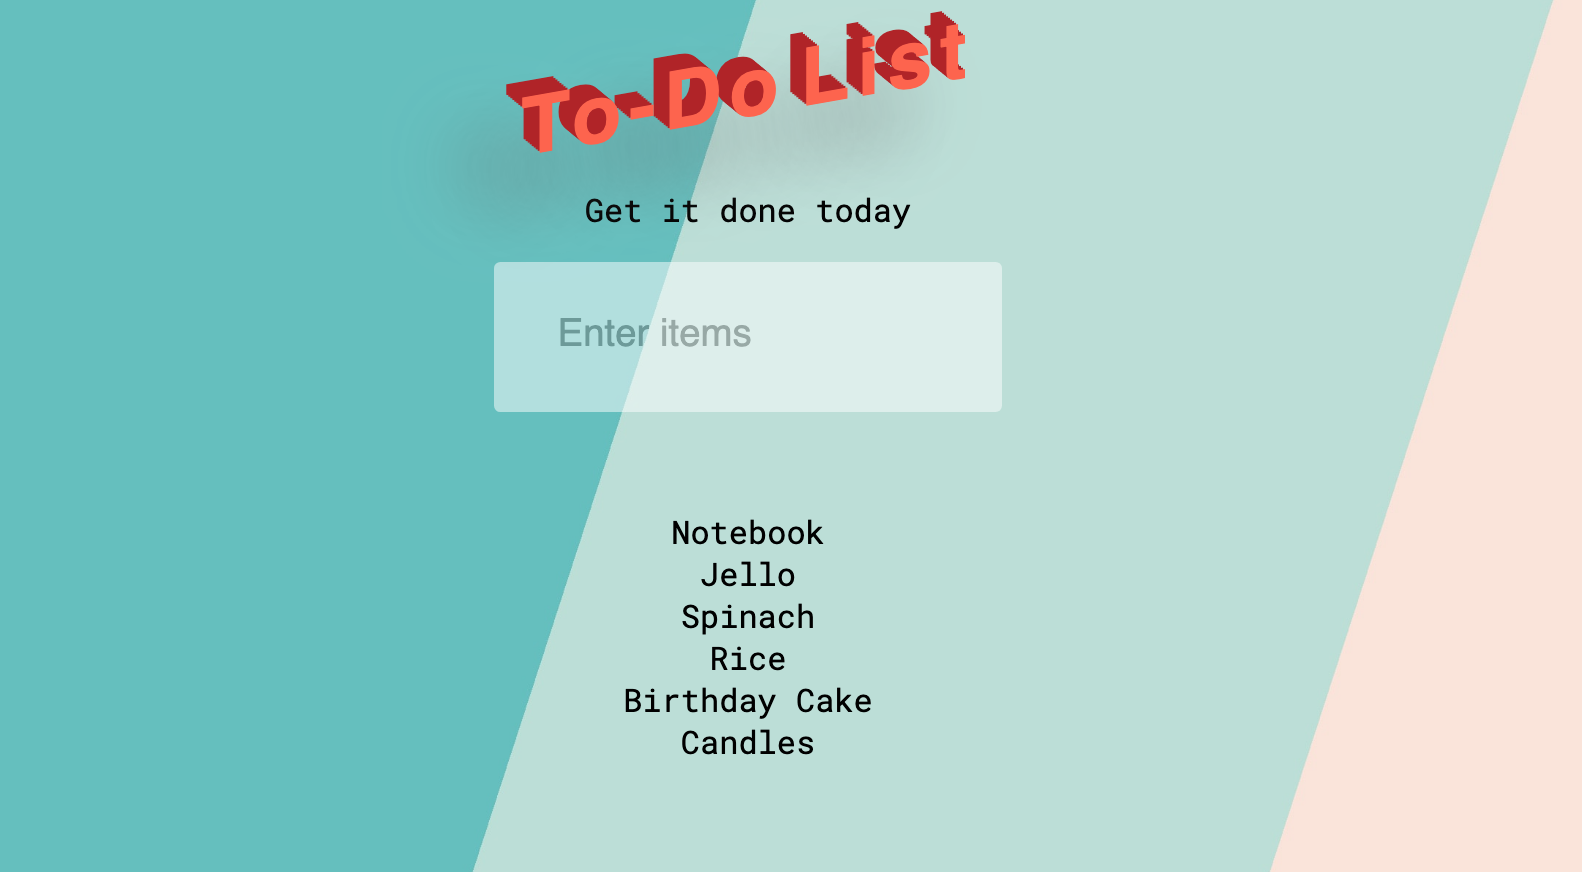 To-Do List
Get it done today
Enter items
Notebook
Jello
Spinach
Rice
Birthday Cake
Candles